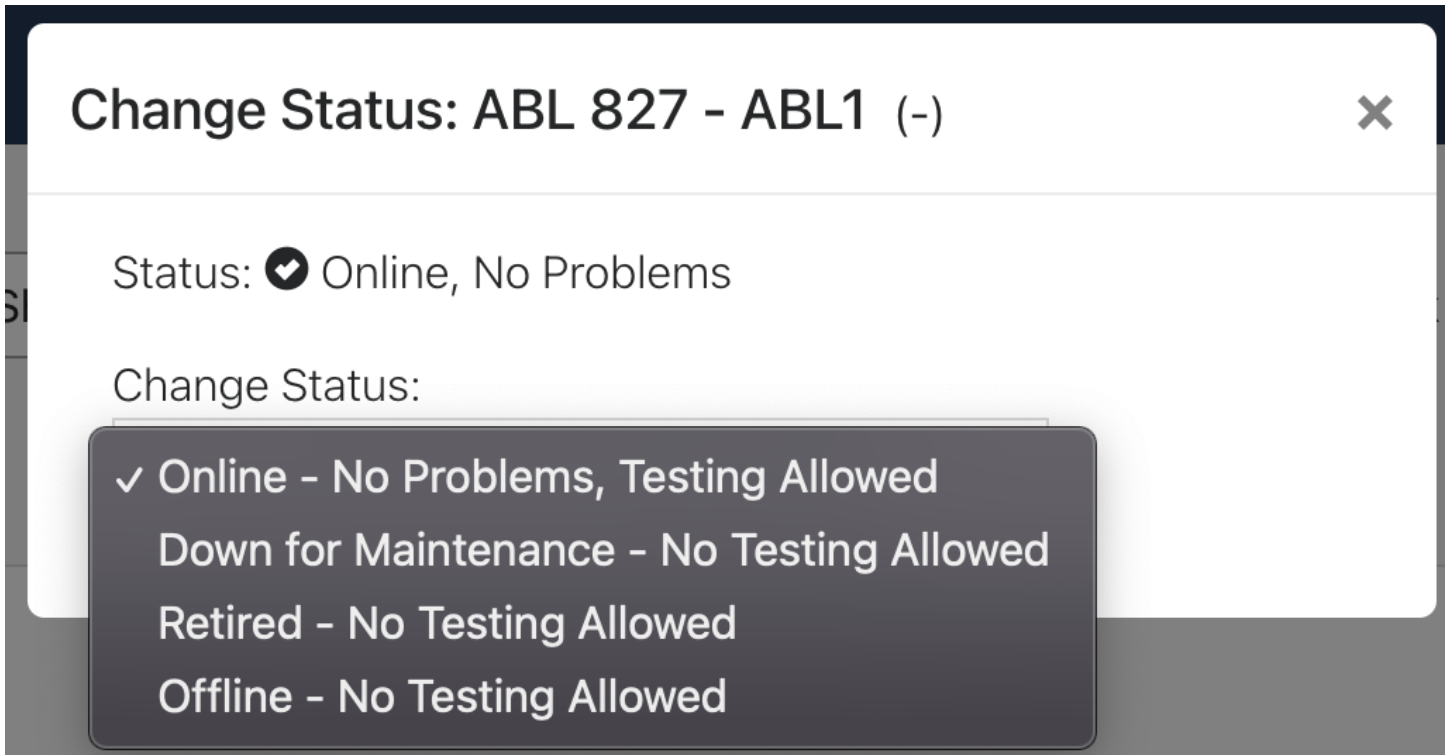 Change Status: ABL 827 - ABL1 (-)
Status: Online, No Problems
Change Status:
✓ Online - No Problems, Testing Allowed
Down for Maintenance - No Testing Allowed
Retired - No Testing Allowed
Offline - No Testing Allowed